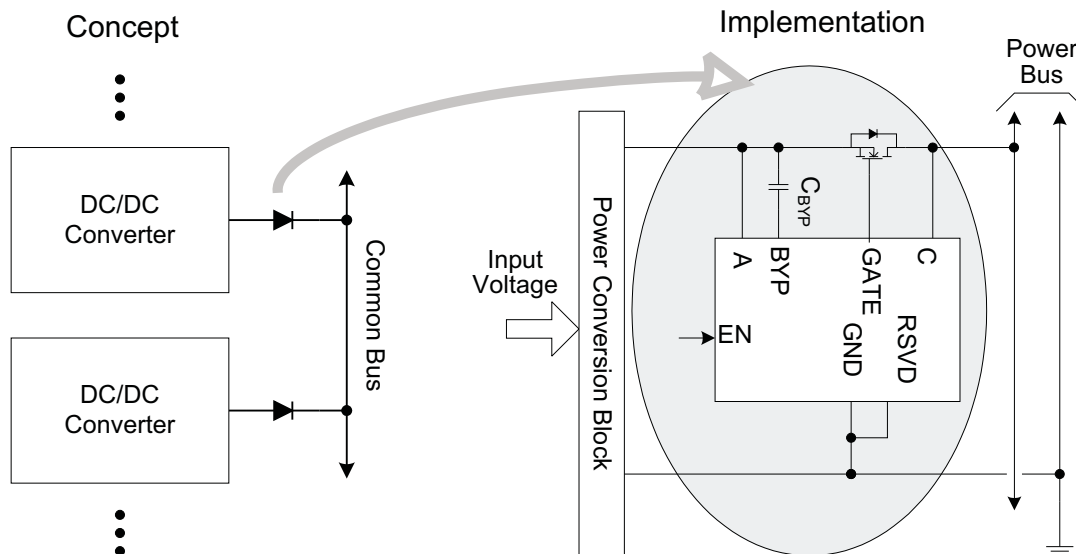 Concept
DC/DC
Converter
DC/DC
Converter
Common Bus
Implementation
Power
Bus
Input
Voltage
Power Conversion Block
CBYP
A
BYP
GATE
C
EN
GND
RSVD